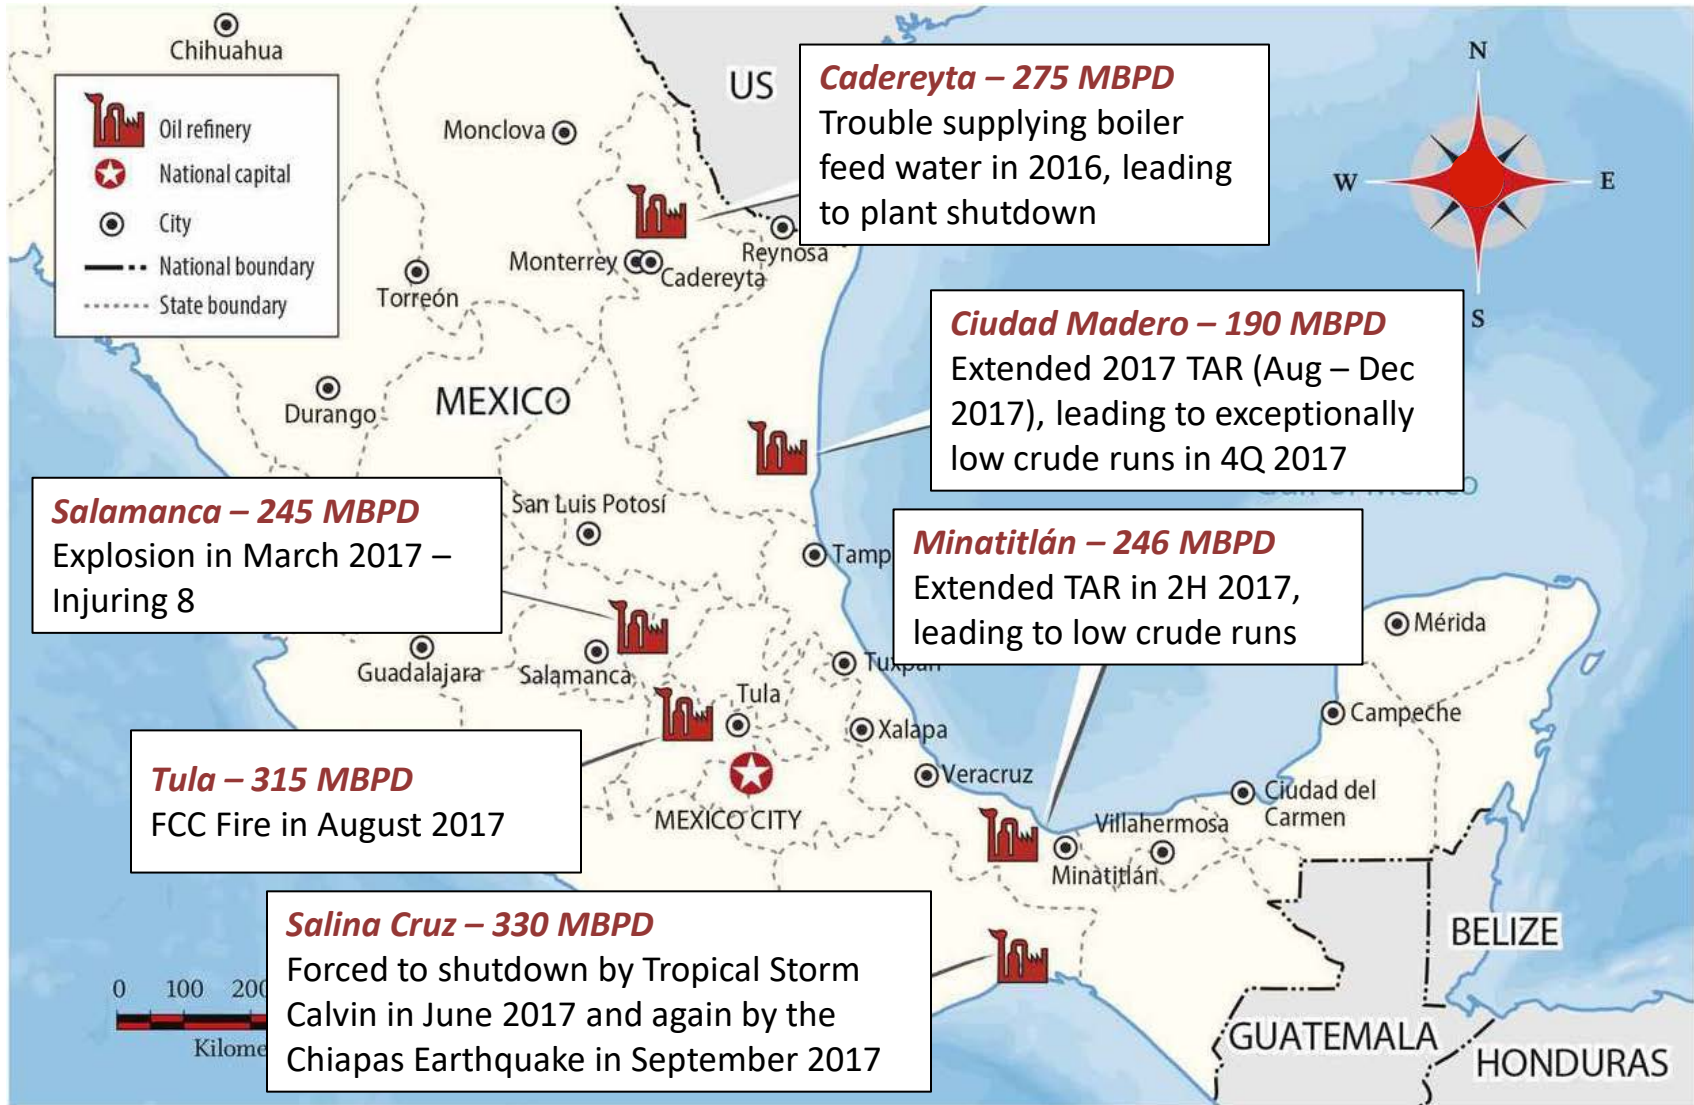 Chihuahua
Oil refinery
National capital
City
National boundary
State boundary
US
Monclova
Monterrey
Cadereyta
Reynosa
Torreón
Durango
MEXICO
Cadereyta – 275 MBPD
Trouble supplying boiler
feed water in 2016, leading
to plant shutdown
N
W
E
S
Ciudad Madero – 190 MBPD
Extended 2017 TAR (Aug – Dec
2017), leading to exceptionally
low crude runs in 4Q 2017
Salamanca – 245 MBPD
Explosion in March 2017 –
Injuring 8
San Luis Potosí
Tamp
Minatitlán – 246 MBPD
Extended TAR in 2H 2017,
leading to low crude runs
Mérida
Guadalajara
Salamanca
Tuxpan
Tula
Xalapa
Campeche
Tula – 315 MBPD
FCC Fire in August 2017
MEXICO CITY
Veracruz
Ciudad del
Carmen
Villahermosa
Minatitlán
Salina Cruz – 330 MBPD
Forced to shutdown by Tropical Storm
Calvin in June 2017 and again by the
Chiapas Earthquake in September 2017
BELIZE
GUATEMALA
HONDURAS
0 100 200
Kilome